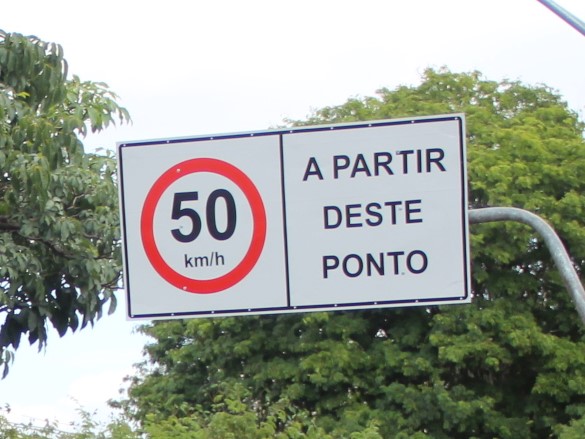 50
km/h
A PARTIR
DESTE
PONTO